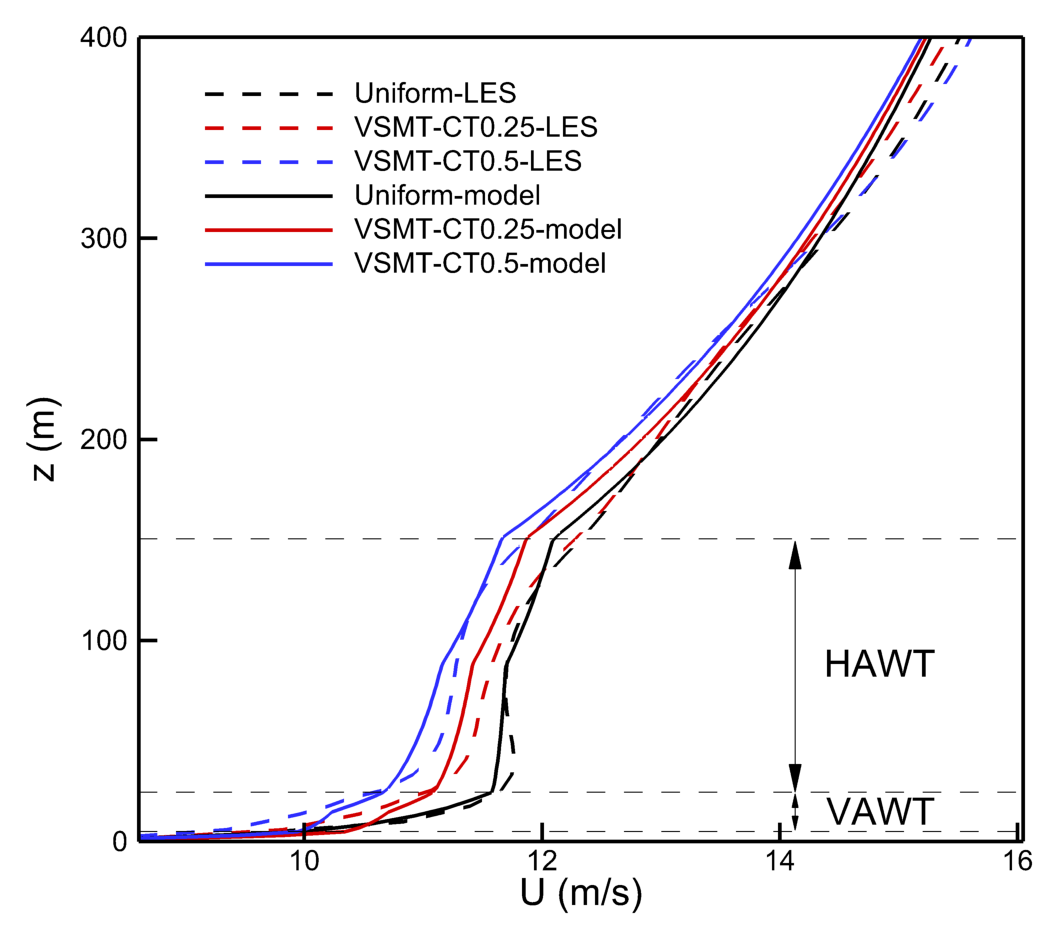 400
Uniform-LES
VSMT-CT0.25-LES
VSMT-CT0.5-LES
Uniform-model
VSMT-CT0.25-model
VSMT-CT0.5-model
300
z (m)
200
100
HAWT
VAWT
0
10
12
14
16
U (m/s)